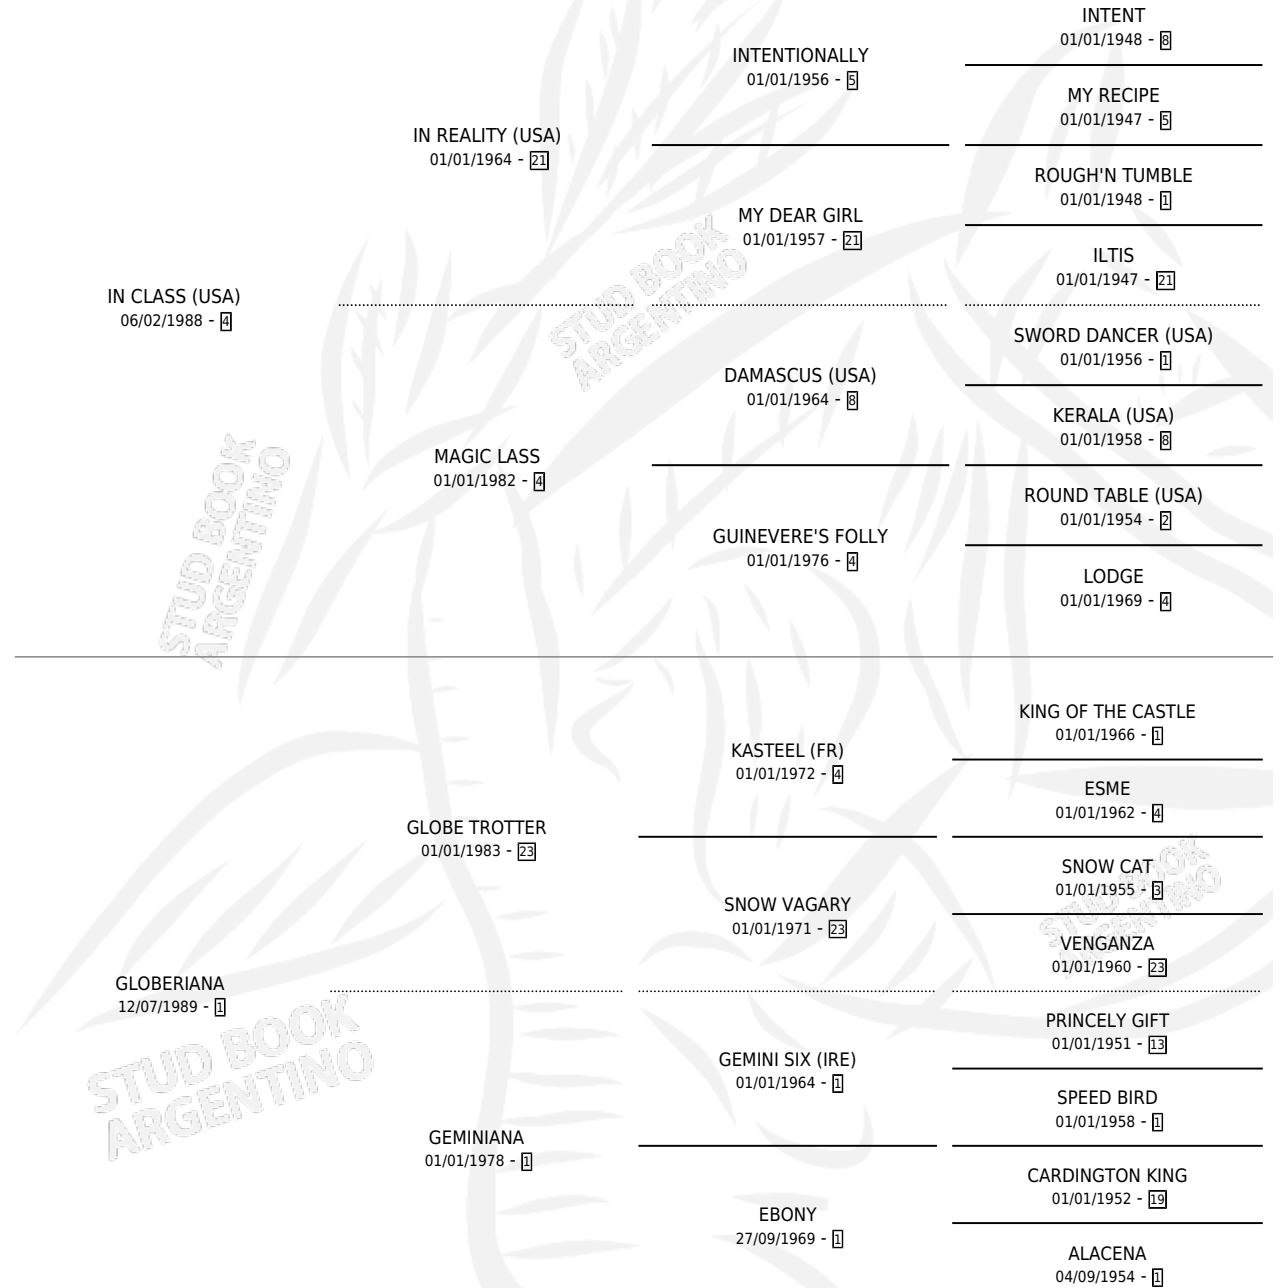 INTENT
01/01/1948 - 8
INTENTIONALLY
01/01/1956 - 5
MY RECIPE
01/01/1947 - 5
IN REALITY (USA)
01/01/1964 - 21
ROUGH'N TUMBLE
01/01/1948 - 1
MY DEAR GIRL
01/01/1957 - 21
ILTIS
01/01/1947 - 21
IN CLASS (USA)
06/02/1988 - 4
STUD BOOK
ARGENTINO
SWORD DANCER (USA)
01/01/1956 - 1
DAMASCUS (USA)
01/01/1964 - 8
KERALA (USA)
01/01/1958 - 8
MAGIC LASS
01/01/1982 - 4
ROUND TABLE (USA)
01/01/1954 - 2
GUINEVERE'S FOLLY
01/01/1976 - 4
LODGE
01/01/1969 - 4
STUD BOOK
ARGENTINO
KING OF THE CASTLE
01/01/1966 - 1
KASTEEL (FR)
01/01/1972 - 4
ESME
01/01/1962 - 4
GLOBE TROTTER
01/01/1983 - 23
SNOW CAT
01/01/1955 - 3
SNOW VAGARY
01/01/1971 - 23
STUD BOOK
ARGENTINO
VENGANZA
01/01/1960 - 23
GLOBERIANA
12/07/1989 - 1
STUD BOOK
ARGENTINO
PRINCELY GIFT
01/01/1951 - 13
GEMINI SIX (IRE)
01/01/1964 - 1
SPEED BIRD
01/01/1958 - 1
GEMINIANA
01/01/1978 - 1
CARDINGTON KING
01/01/1952 - 19
EBONY
27/09/1969 - 1
ALACENA
04/09/1954 - 1